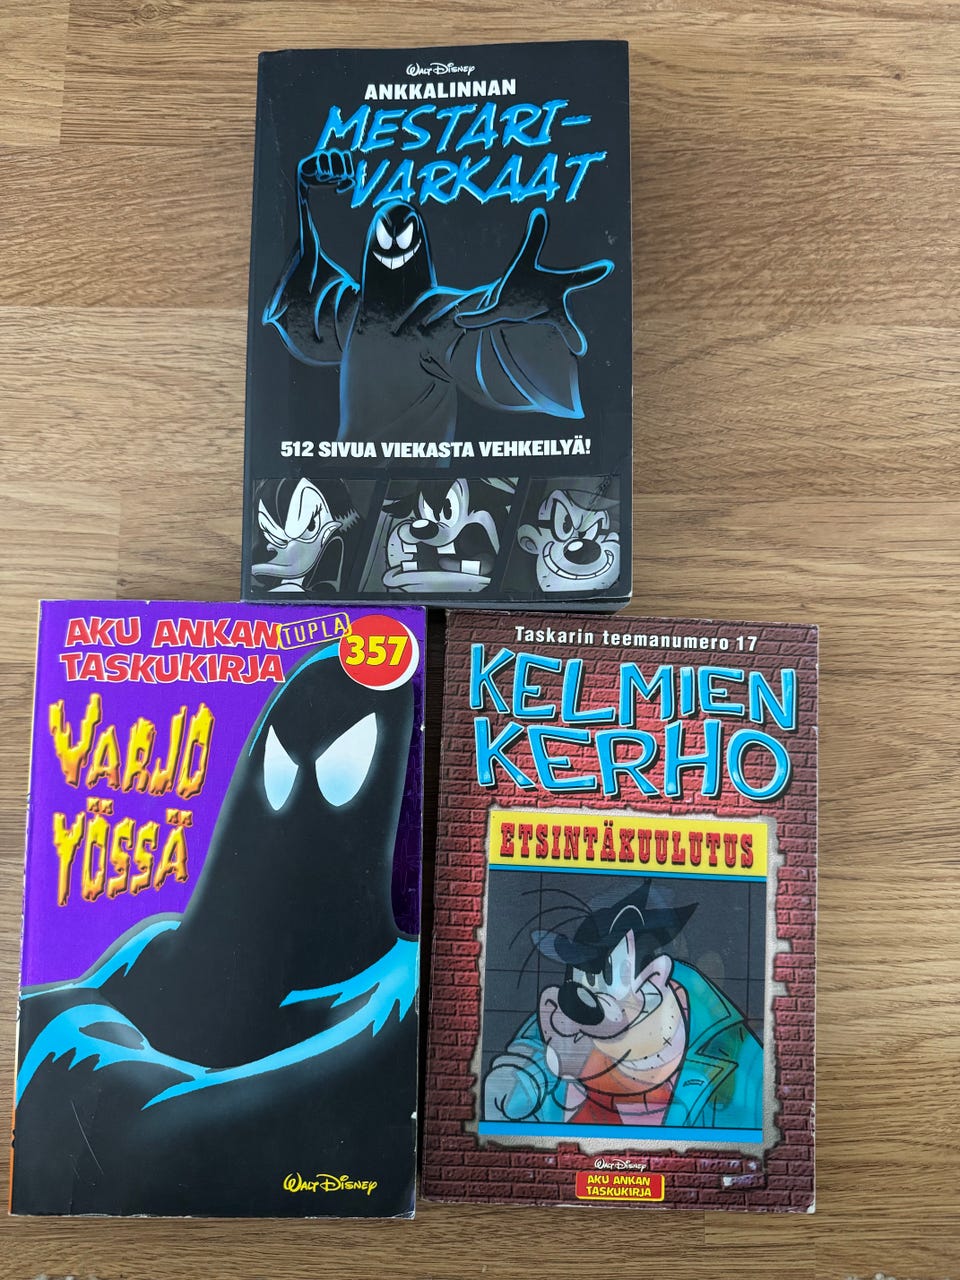 WALT DISNEY
ANKKALINNAN
MESTARI-
VARKAAT
512 SIVUA VIEKASTA VEHKEILYÄ!
AKU ANKAN
TASKUKIRJA
TUPLA
357
VARJO
YÖSSÄ
WALT DISNEY
Taskarin teemanumero 17
KELMIEN
KERHO
ETSINTÄKUULUTUS
WALT DISNEY
AKU ANKAN
TASKUKIRJA